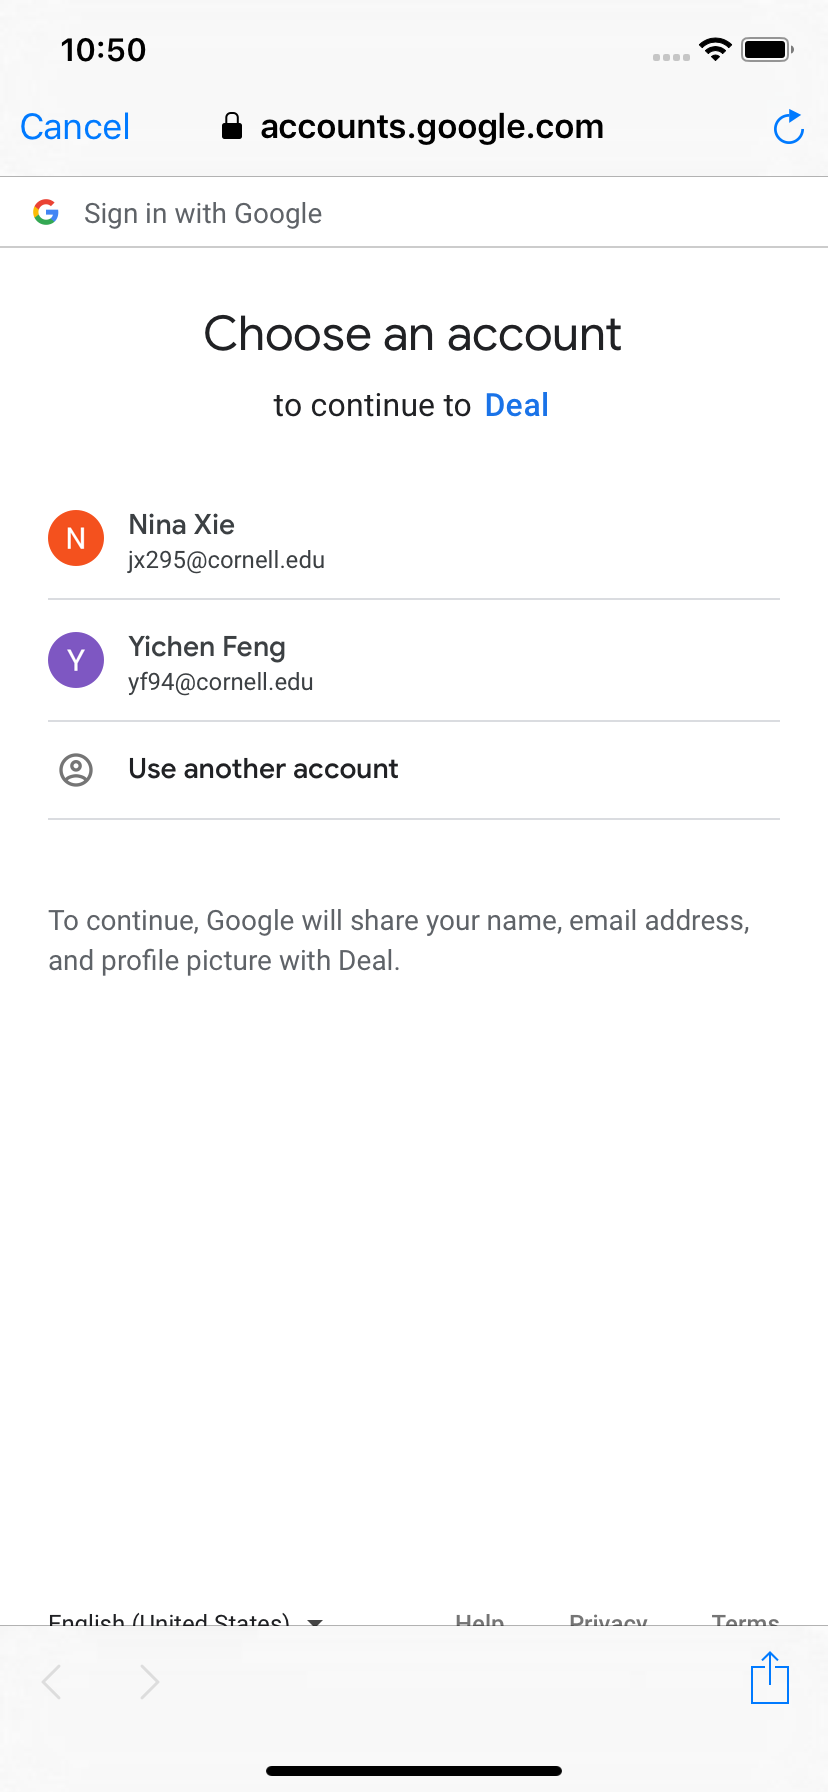 10:50
Cancel accounts.google.com
Sign in with Google
Choose an account
to continue to Deal
N Nina Xie
jx295@cornell.edu
Y Yichen Feng
yf94@cornell.edu
Use another account
To continue, Google will share your name, email address,
and profile picture with Deal.
English (United States) Help Privacy Terms